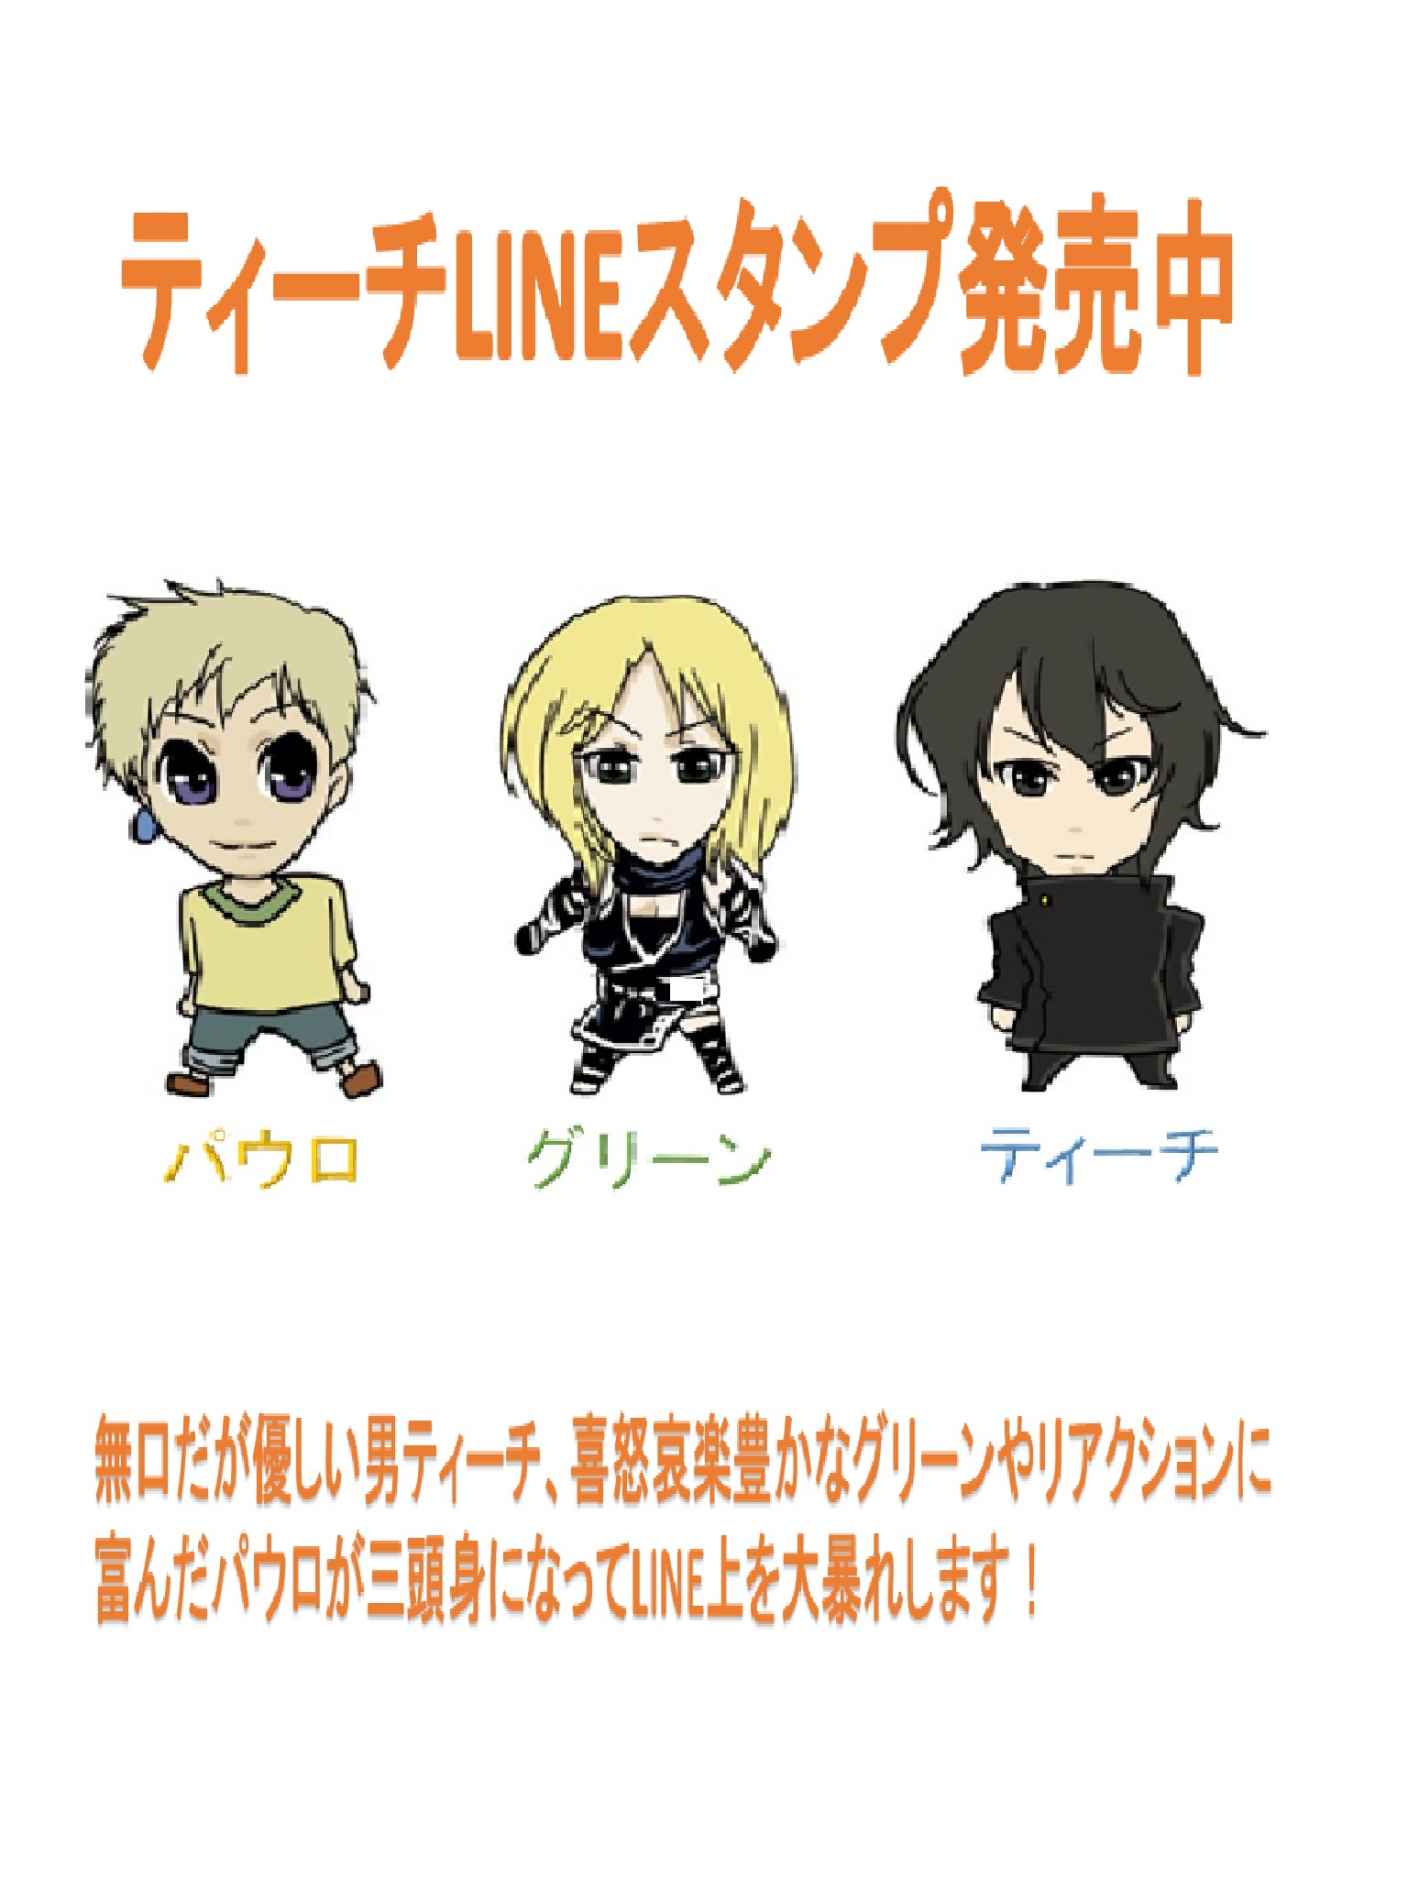 ティーチLINEスタンプ発売中
パウロ グリーン ティーチ
無口だが優しい男ティーチ、喜怒哀楽豊かなグリーンやリアクションに
富んだパウロが三頭身になってLINE上を大暴れします！